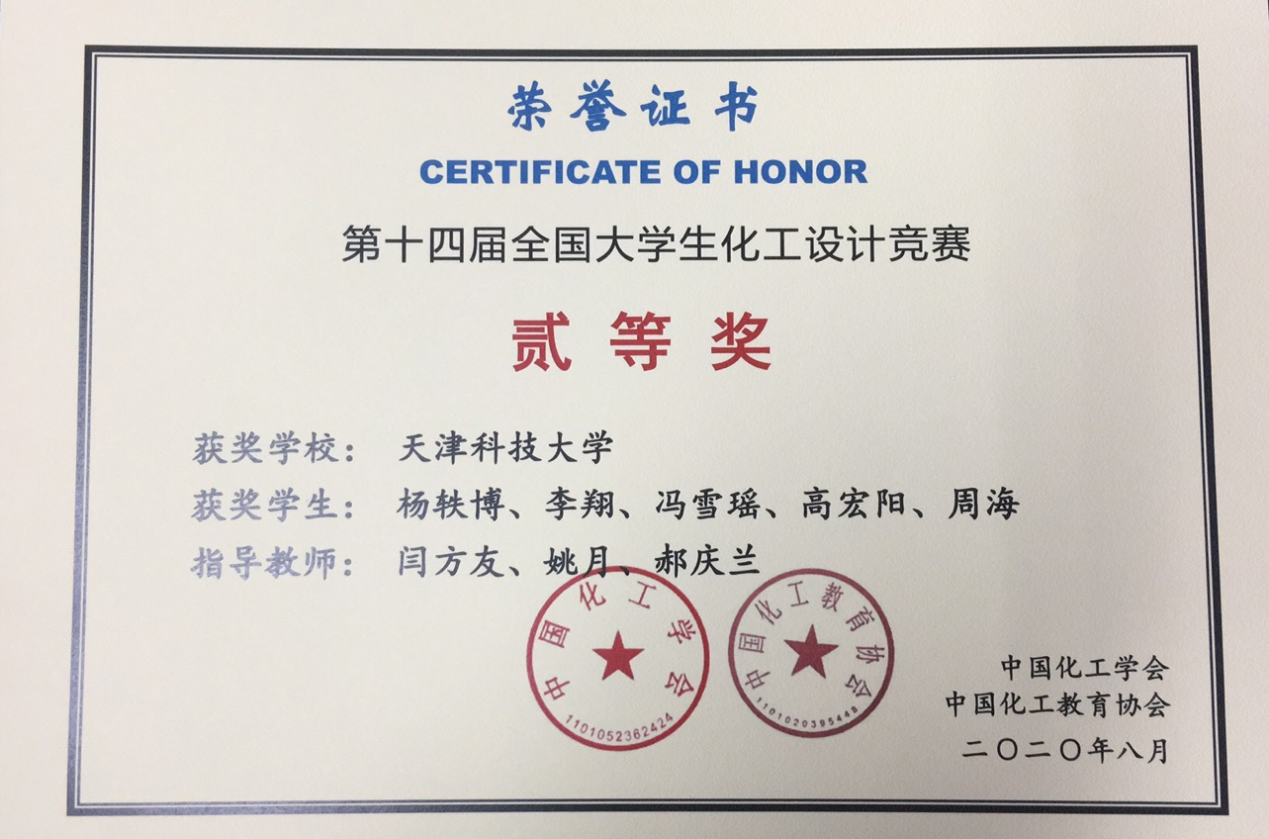 荣誉证书
CERTIFICATE OF HONOR
第十四届全国大学生化工设计竞赛
贰等奖
获奖学校： 天津科技大学
获奖学生： 杨轶博、李翔、冯雪瑶、高宏阳、周海
指导教师： 闫方友、姚月、郝庆兰
中国化工学会
1101052362424
中国化工教育协会
1101020395448
中国化工学会
中国化工教育协会
二〇二〇年八月